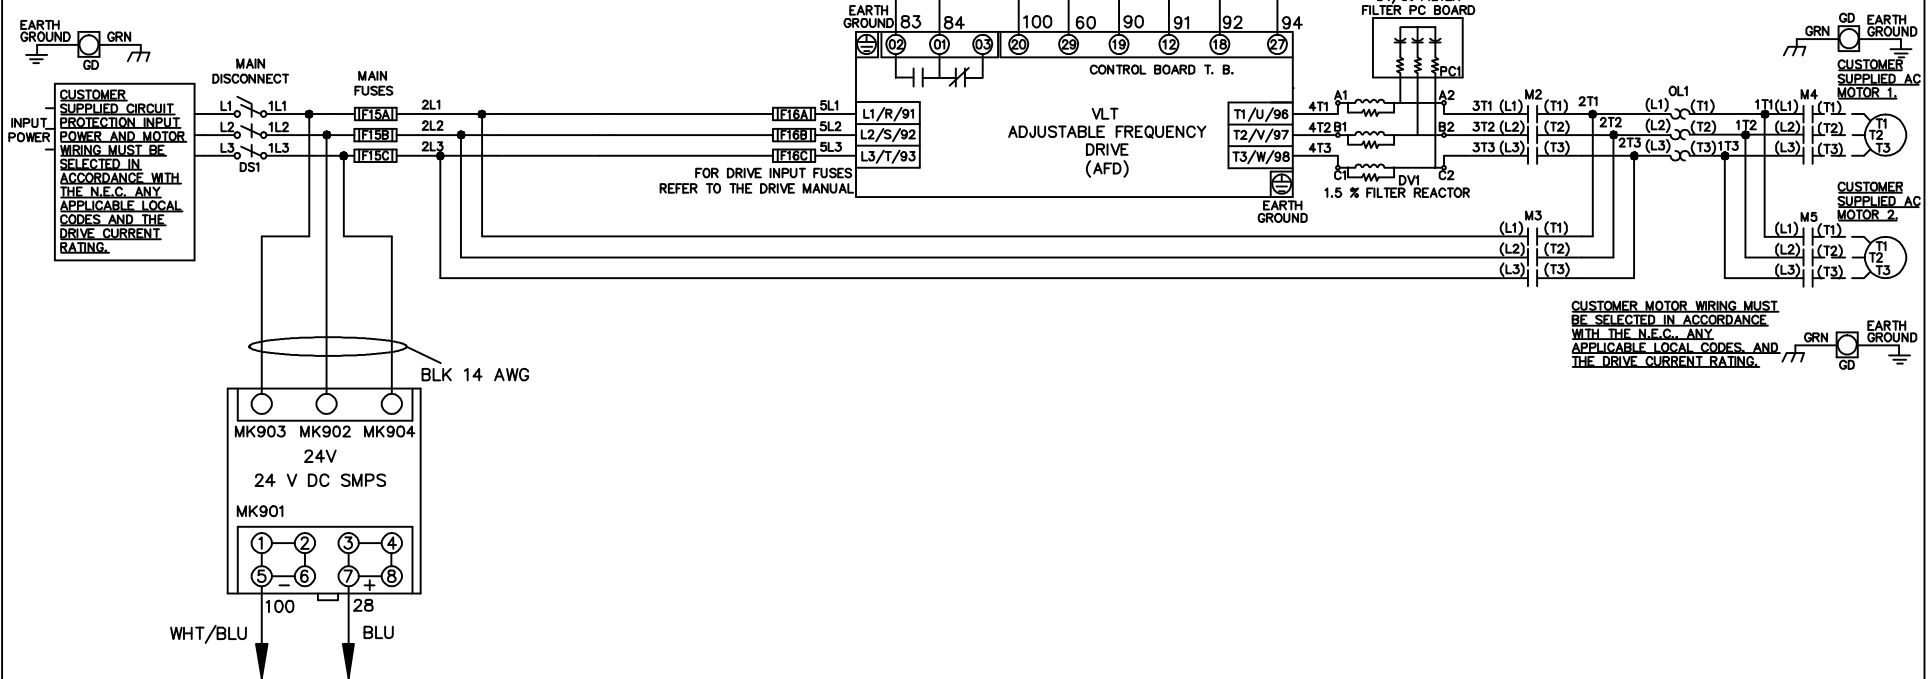 EARTH
GROUND
GRN
GD
INPUT
POWER
CUSTOMER
SUPPLIED CIRCUIT
PROTECTION INPUT
POWER AND MOTOR
WIRING MUST BE
SELECTED IN
ACCORDANCE WITH
THE N.E.C. ANY
APPLICABLE LOCAL
CODES AND THE
DRIVE CURRENT
RATING.
MAIN
DISCONNECT
L1 1L1
L2 1L2
L3 1L3
DS1
MAIN
FUSES
F15A
F15B
F15C
2L1
2L2
2L3
F16A 5L1
F16B 5L2
F16C 5L3
FOR DRIVE INPUT FUSES
REFER TO THE DRIVE MANUAL
EARTH
GROUND
83 84 100 60 90 91 92 94
02 01 03 20 29 19 12 18 27
CONTROL BOARD T. B.
L1/R/91
L2/S/92
L3/T/93
VLT
ADJUSTABLE FREQUENCY
DRIVE
(AFD)
T1/U/96
T2/V/97
T3/W/98
EARTH
GROUND
FILTER PC BOARD
PC1
4T1 A1 A2
4T2 B1 B2
4T3 C1 C2
DV1
1.5 % FILTER REACTOR
M2
3T1 (L1) (T1) 2T1
3T2 (L2) (T2) 2T2
3T3 (L3) (T3) 2T3
OL1
(L1) (T1) 1T1
(L2) (T2) 1T2
(L3) (T3) 1T3
M4
(L1) (T1)
(L2) (T2)
(L3) (T3)
T1
T2
T3
GRN
GD
EARTH
GROUND
CUSTOMER
SUPPLIED AC
MOTOR 1.
CUSTOMER
SUPPLIED AC
MOTOR 2.
M3
(L1) (T1)
(L2) (T2)
(L3) (T3)
M5
(L1) (T1)
(L2) (T2)
(L3) (T3)
T1
T2
T3
CUSTOMER MOTOR WIRING MUST
BE SELECTED IN ACCORDANCE
WITH THE N.E.C., ANY
APPLICABLE LOCAL CODES, AND
THE DRIVE CURRENT RATING.
GRN
GD
EARTH
GROUND
BLK 14 AWG
MK903 MK902 MK904
24V
24 V DC SMPS
MK901
1 2 3 4
5 6 7 8
− +
100 28
WHT/BLU BLU